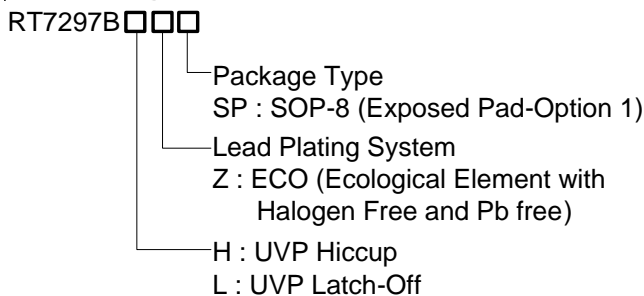 RT7297B□□□
Package Type
SP : SOP-8 (Exposed Pad-Option 1)
Lead Plating System
Z : ECO (Ecological Element with
Halogen Free and Pb free)
H : UVP Hiccup
L : UVP Latch-Off